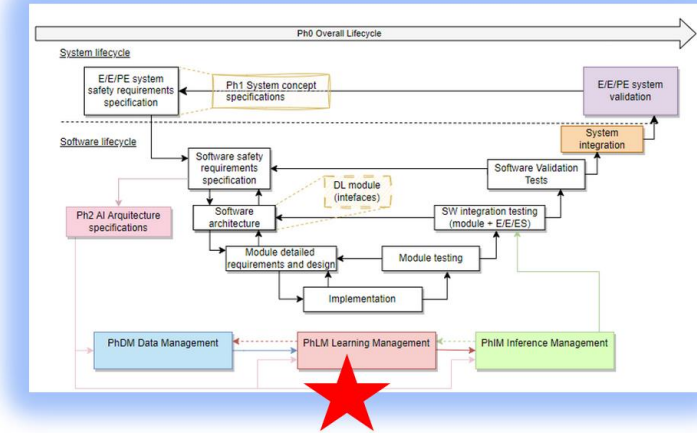 Ph0 Overall Lifecycle
System lifecycle
E/E/PE system
safety requirements
specification
Ph1 System concept
specifications
E/E/PE system
validation
Software lifecycle
System
integration
Software safety
requirements
specification
Software Validation
Tests
DL module
(intefaces)
Ph2 AI Arquitecture
specifications
Software
architecture
SW integration testing
(module + E/E/ES)
Module detailed
requirements and design
Module testing
Implementation
PhDM Data Management
PhLM Learning Management
PhIM Inference Management